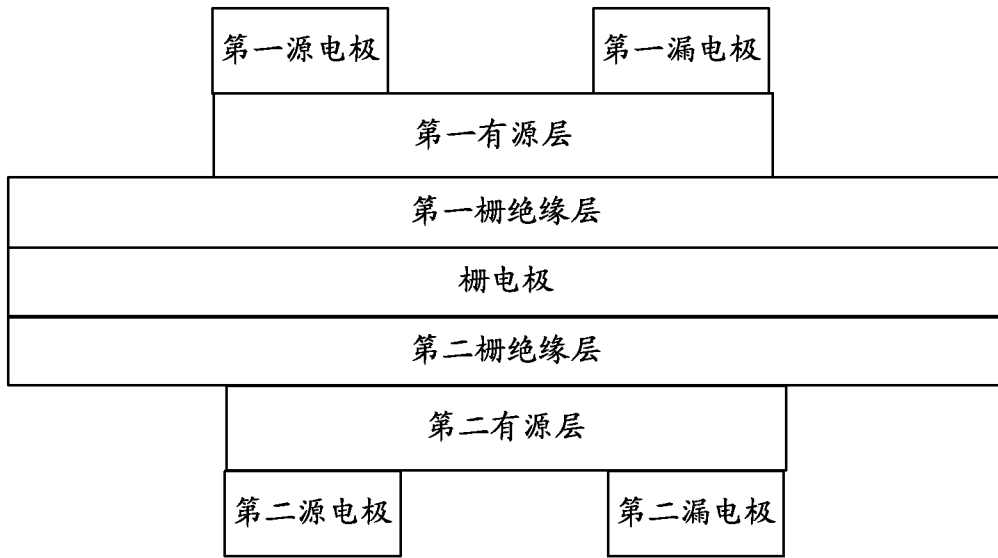 第一源电极
第一漏电极
第一有源层
第一栅绝缘层
栅电极
第二栅绝缘层
第二有源层
第二源电极
第二漏电极